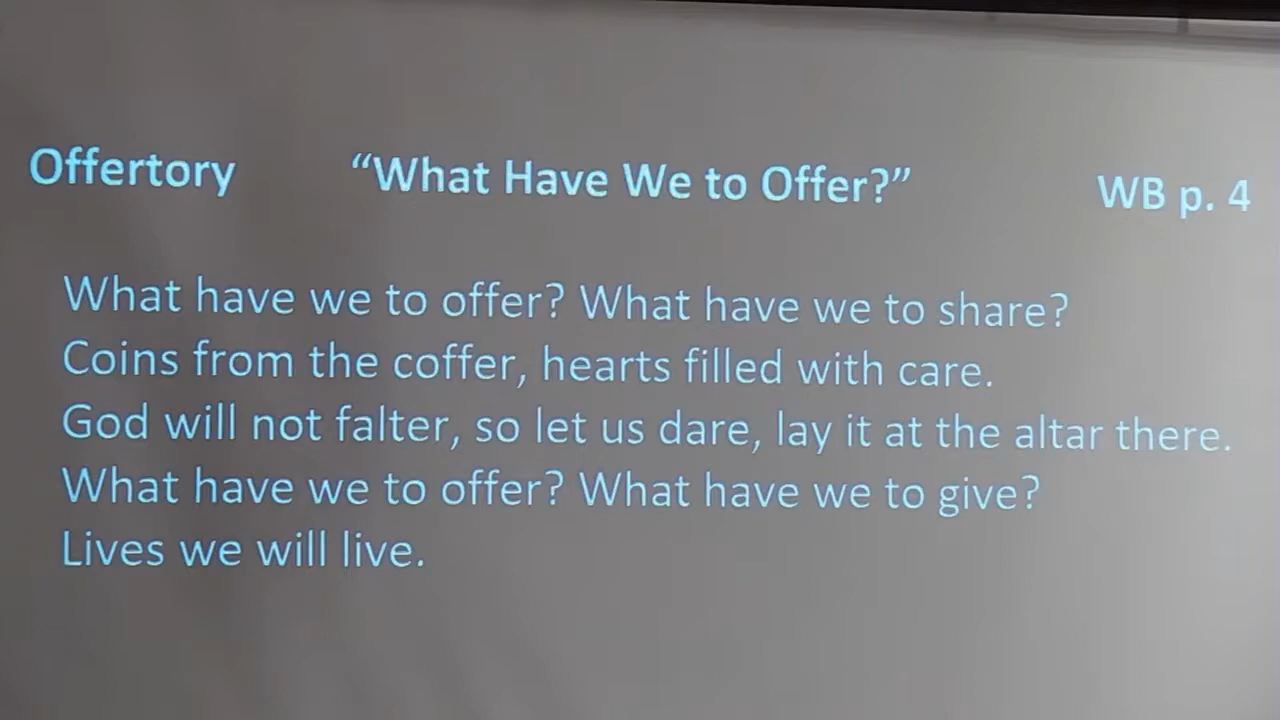 Offertory “What Have We to Offer?” WB p. 4
What have we to offer? What have we to share?
Coins from the coffer, hearts filled with care.
God will not falter, so let us dare, lay it at the altar there.
What have we to offer? What have we to give?
Lives we will live.